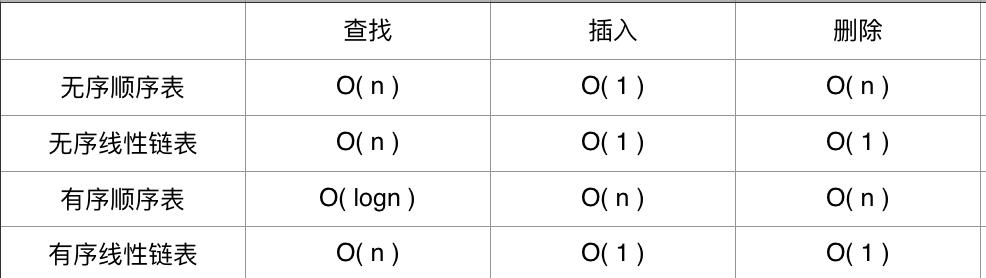 查找 插入 删除
无序顺序表 O( n ) O( 1 ) O( n )
无序线性链表 O( n ) O( 1 ) O( 1 )
有序顺序表 O( logn ) O( n ) O( n )
有序线性链表 O( n ) O( 1 ) O( 1 )